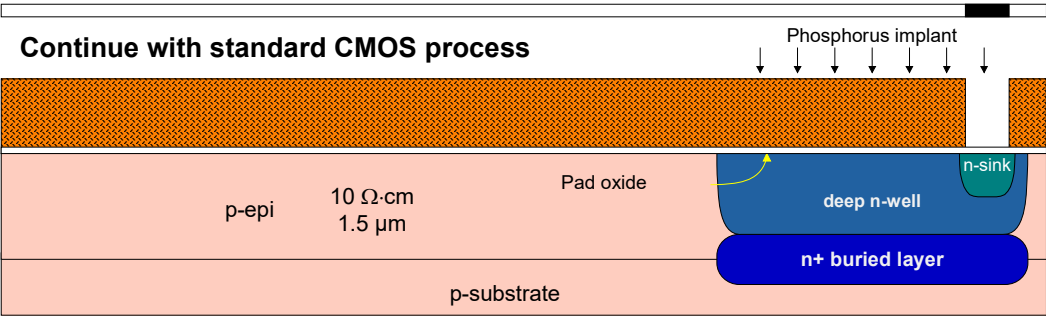 Continue with standard CMOS process
Phosphorus implant
n-sink
Pad oxide
p-epi
10 Ω·cm
1.5 µm
deep n-well
n+ buried layer
p-substrate